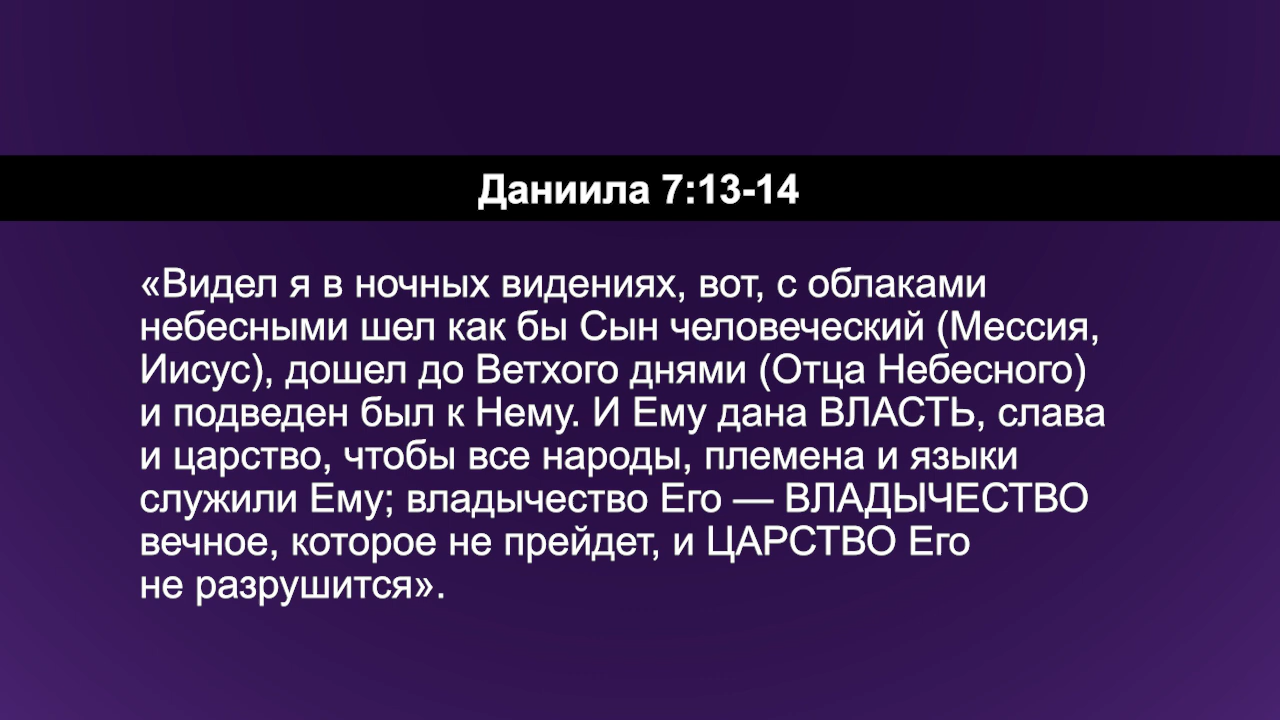 Даниила 7:13-14
«Видел я в ночных видениях, вот, с облаками
небесными шел как бы Сын человеческий (Мессия,
Иисус), дошел до Ветхого днями (Отца Небесного)
и подведен был к Нему. И Ему дана ВЛАСТЬ, слава
и царство, чтобы все народы, племена и языки
служили Ему; владычество Его — ВЛАДЫЧЕСТВО
вечное, которое не прейдет, и ЦАРСТВО Его
не разрушится».